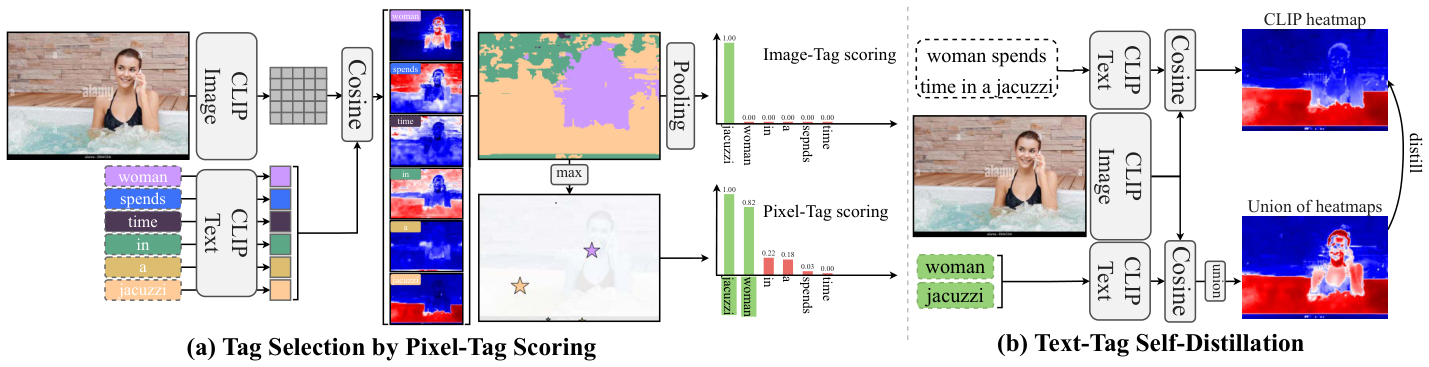 CLIP
Image
Cosine
woman
spends
time
in
a
jacuzzi
CLIP
Text
woman
spends
time
in
a
jacuzzi
Pooling
max
1.00
0.00
0.00
0.00
0.00
0.00
Image-Tag scoring
jacuzzi
woman
in
a
sepnds
time
1.00
0.82
0.22
0.18
0.03
0.00
Pixel-Tag scoring
jacuzzi
woman
in
a
spends
time
(a) Tag Selection by Pixel-Tag Scoring
woman spends
time in a jacuzzi
CLIP
Text
Cosine
CLIP heatmap
alamy
CLIP
Image
distill
woman
jacuzzi
CLIP
Text
Cosine
union
Union of heatmaps
(b) Text-Tag Self-Distillation